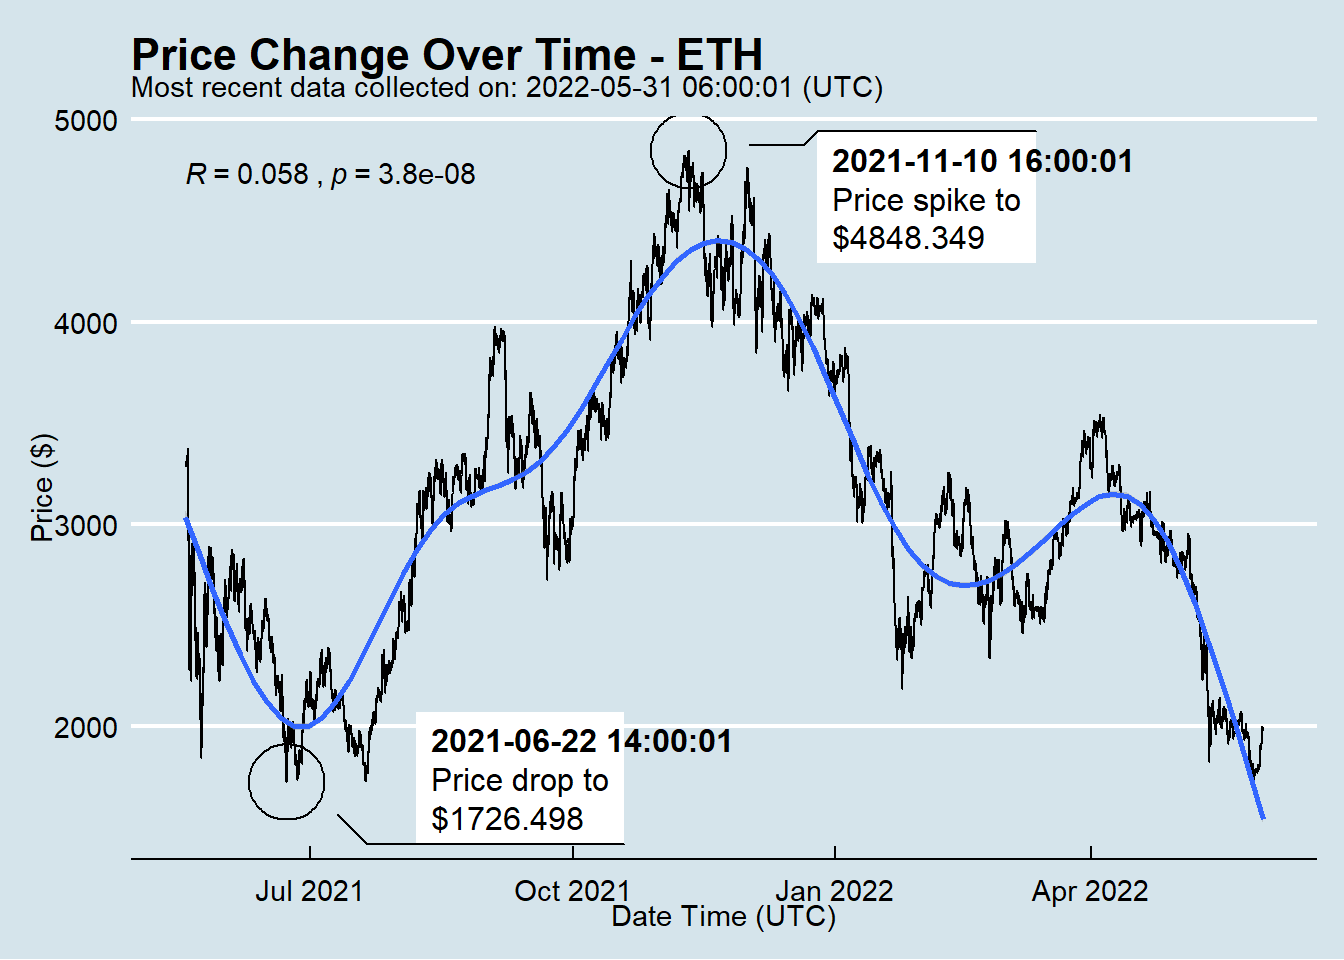 Price Change Over Time - ETH
Most recent data collected on: 2022-05-31 06:00:01 (UTC)
5000
R = 0.058 , p = 3.8e-08
2021-11-10 16:00:01
Price spike to
$4848.349
4000
Price ($)
3000
2000
2021-06-22 14:00:01
Price drop to
$1726.498
Jul 2021
Oct 2021
Jan 2022
Apr 2022
Date Time (UTC)